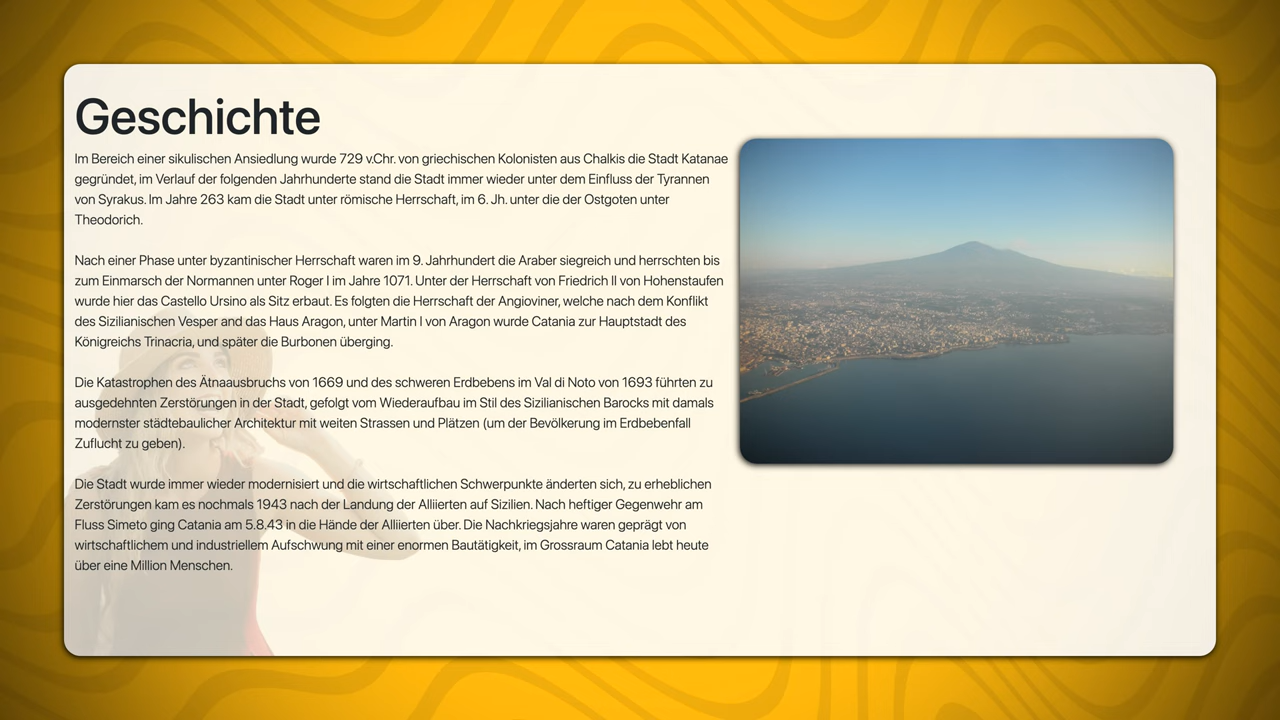 Geschichte
Im Bereich einer sikulischen Ansiedlung wurde 729 v.Chr. von griechischen Kolonisten aus Chalkis die Stadt Katanae
gegründet, im Verlauf der folgenden Jahrhunderte stand die Stadt immer wieder unter dem Einfluss der Tyrannen
von Syrakus. Im Jahre 263 kam die Stadt unter römische Herrschaft, im 6. Jh. unter die der Ostgoten unter
Theodorich.
Nach einer Phase unter byzantinischer Herrschaft waren im 9. Jahrhundert die Araber siegreich und herrschten bis
zum Einmarsch der Normannen unter Roger I im Jahre 1071. Unter der Herrschaft von Friedrich II von Hohenstaufen
wurde hier das Castello Ursino als Sitz erbaut. Es folgten die Herrschaft der Angioviner, welche nach dem Konflikt
des Sizilianischen Vesper and das Haus Aragon, unter Martin I von Aragon wurde Catania zur Hauptstadt des
Königreichs Trinacria, und später die Burbonen überging.
Die Katastrophen des Ätnaausbruchs von 1669 und des schweren Erdbebens im Val di Noto von 1693 führten zu
ausgedehnten Zerstörungen in der Stadt, gefolgt vom Wiederaufbau im Stil des Sizilianischen Barocks mit damals
modernster städtebaulicher Architektur mit weiten Strassen und Plätzen (um der Bevölkerung im Erdbebenfall
Zuflucht zu geben).
Die Stadt wurde immer wieder modernisiert und die wirtschaftlichen Schwerpunkte änderten sich, zu erheblichen
Zerstörungen kam es nochmals 1943 nach der Landung der Alliierten auf Sizilien. Nach heftiger Gegenwehr am
Fluss Simeto ging Catania am 5.8.43 in die Hände der Alliierten über. Die Nachkriegsjahre waren geprägt von
wirtschaftlichem und industriellem Aufschwung mit einer enormen Bautätigkeit, im Grossraum Catania lebt heute
über eine Million Menschen.